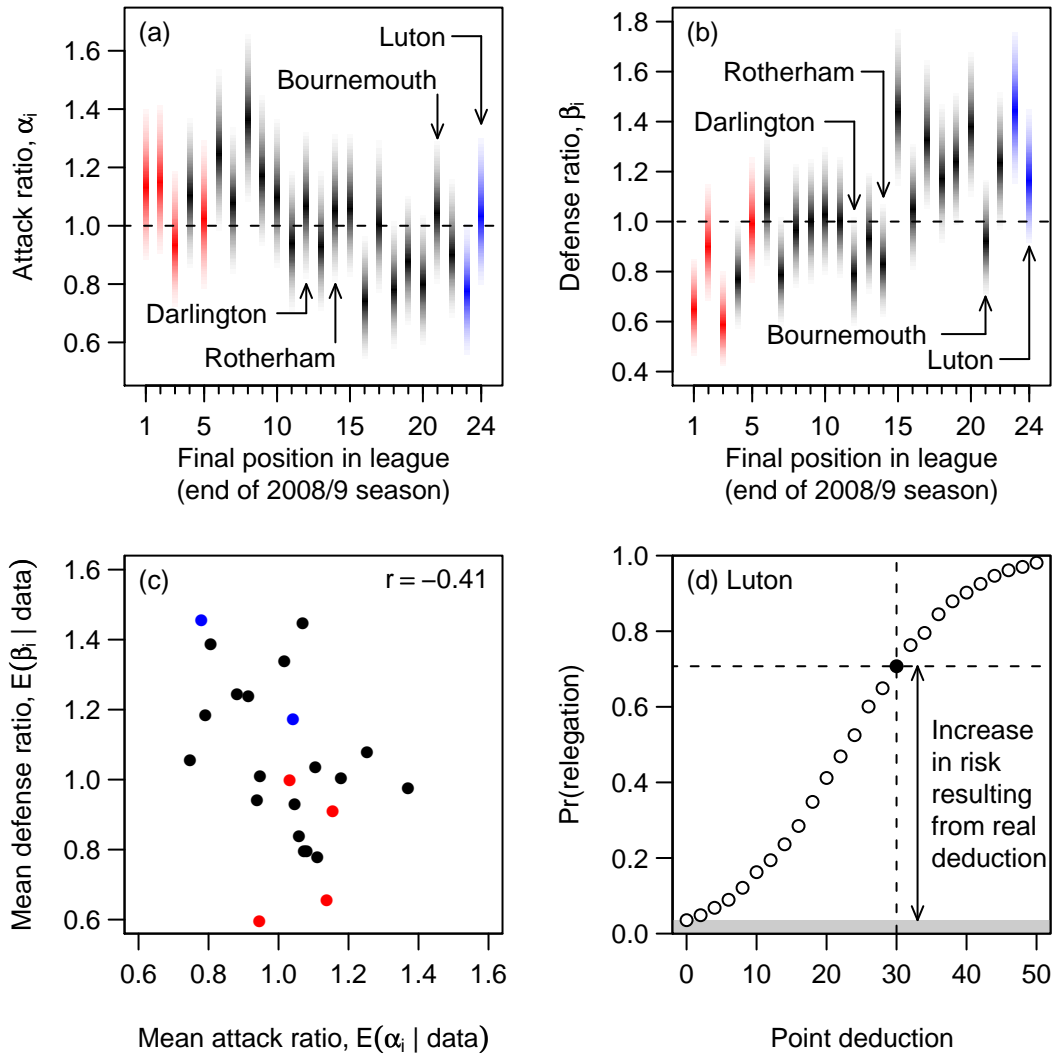 (a)
Luton
Bournemouth
Darlington
Rotherham
Attack ratio, αᵢ
1.6
1.4
1.2
1.0
0.8
0.6
1 5 10 15 20 24
Final position in league
(end of 2008/9 season)
(b)
Rotherham
Darlington
Bournemouth
Luton
Defense ratio, βᵢ
1.8
1.6
1.4
1.2
1.0
0.8
0.6
0.4
1 5 10 15 20 24
Final position in league
(end of 2008/9 season)
(c)
r = −0.41
Mean defense ratio, E(βᵢ | data)
1.6
1.4
1.2
1.0
0.8
0.6
0.6 0.8 1.0 1.2 1.4 1.6
Mean attack ratio, E(αᵢ | data)
(d) Luton
Increase
in risk
resulting
from real
deduction
Pr(relegation)
1.0
0.8
0.6
0.4
0.2
0.0
0 10 20 30 40 50
Point deduction